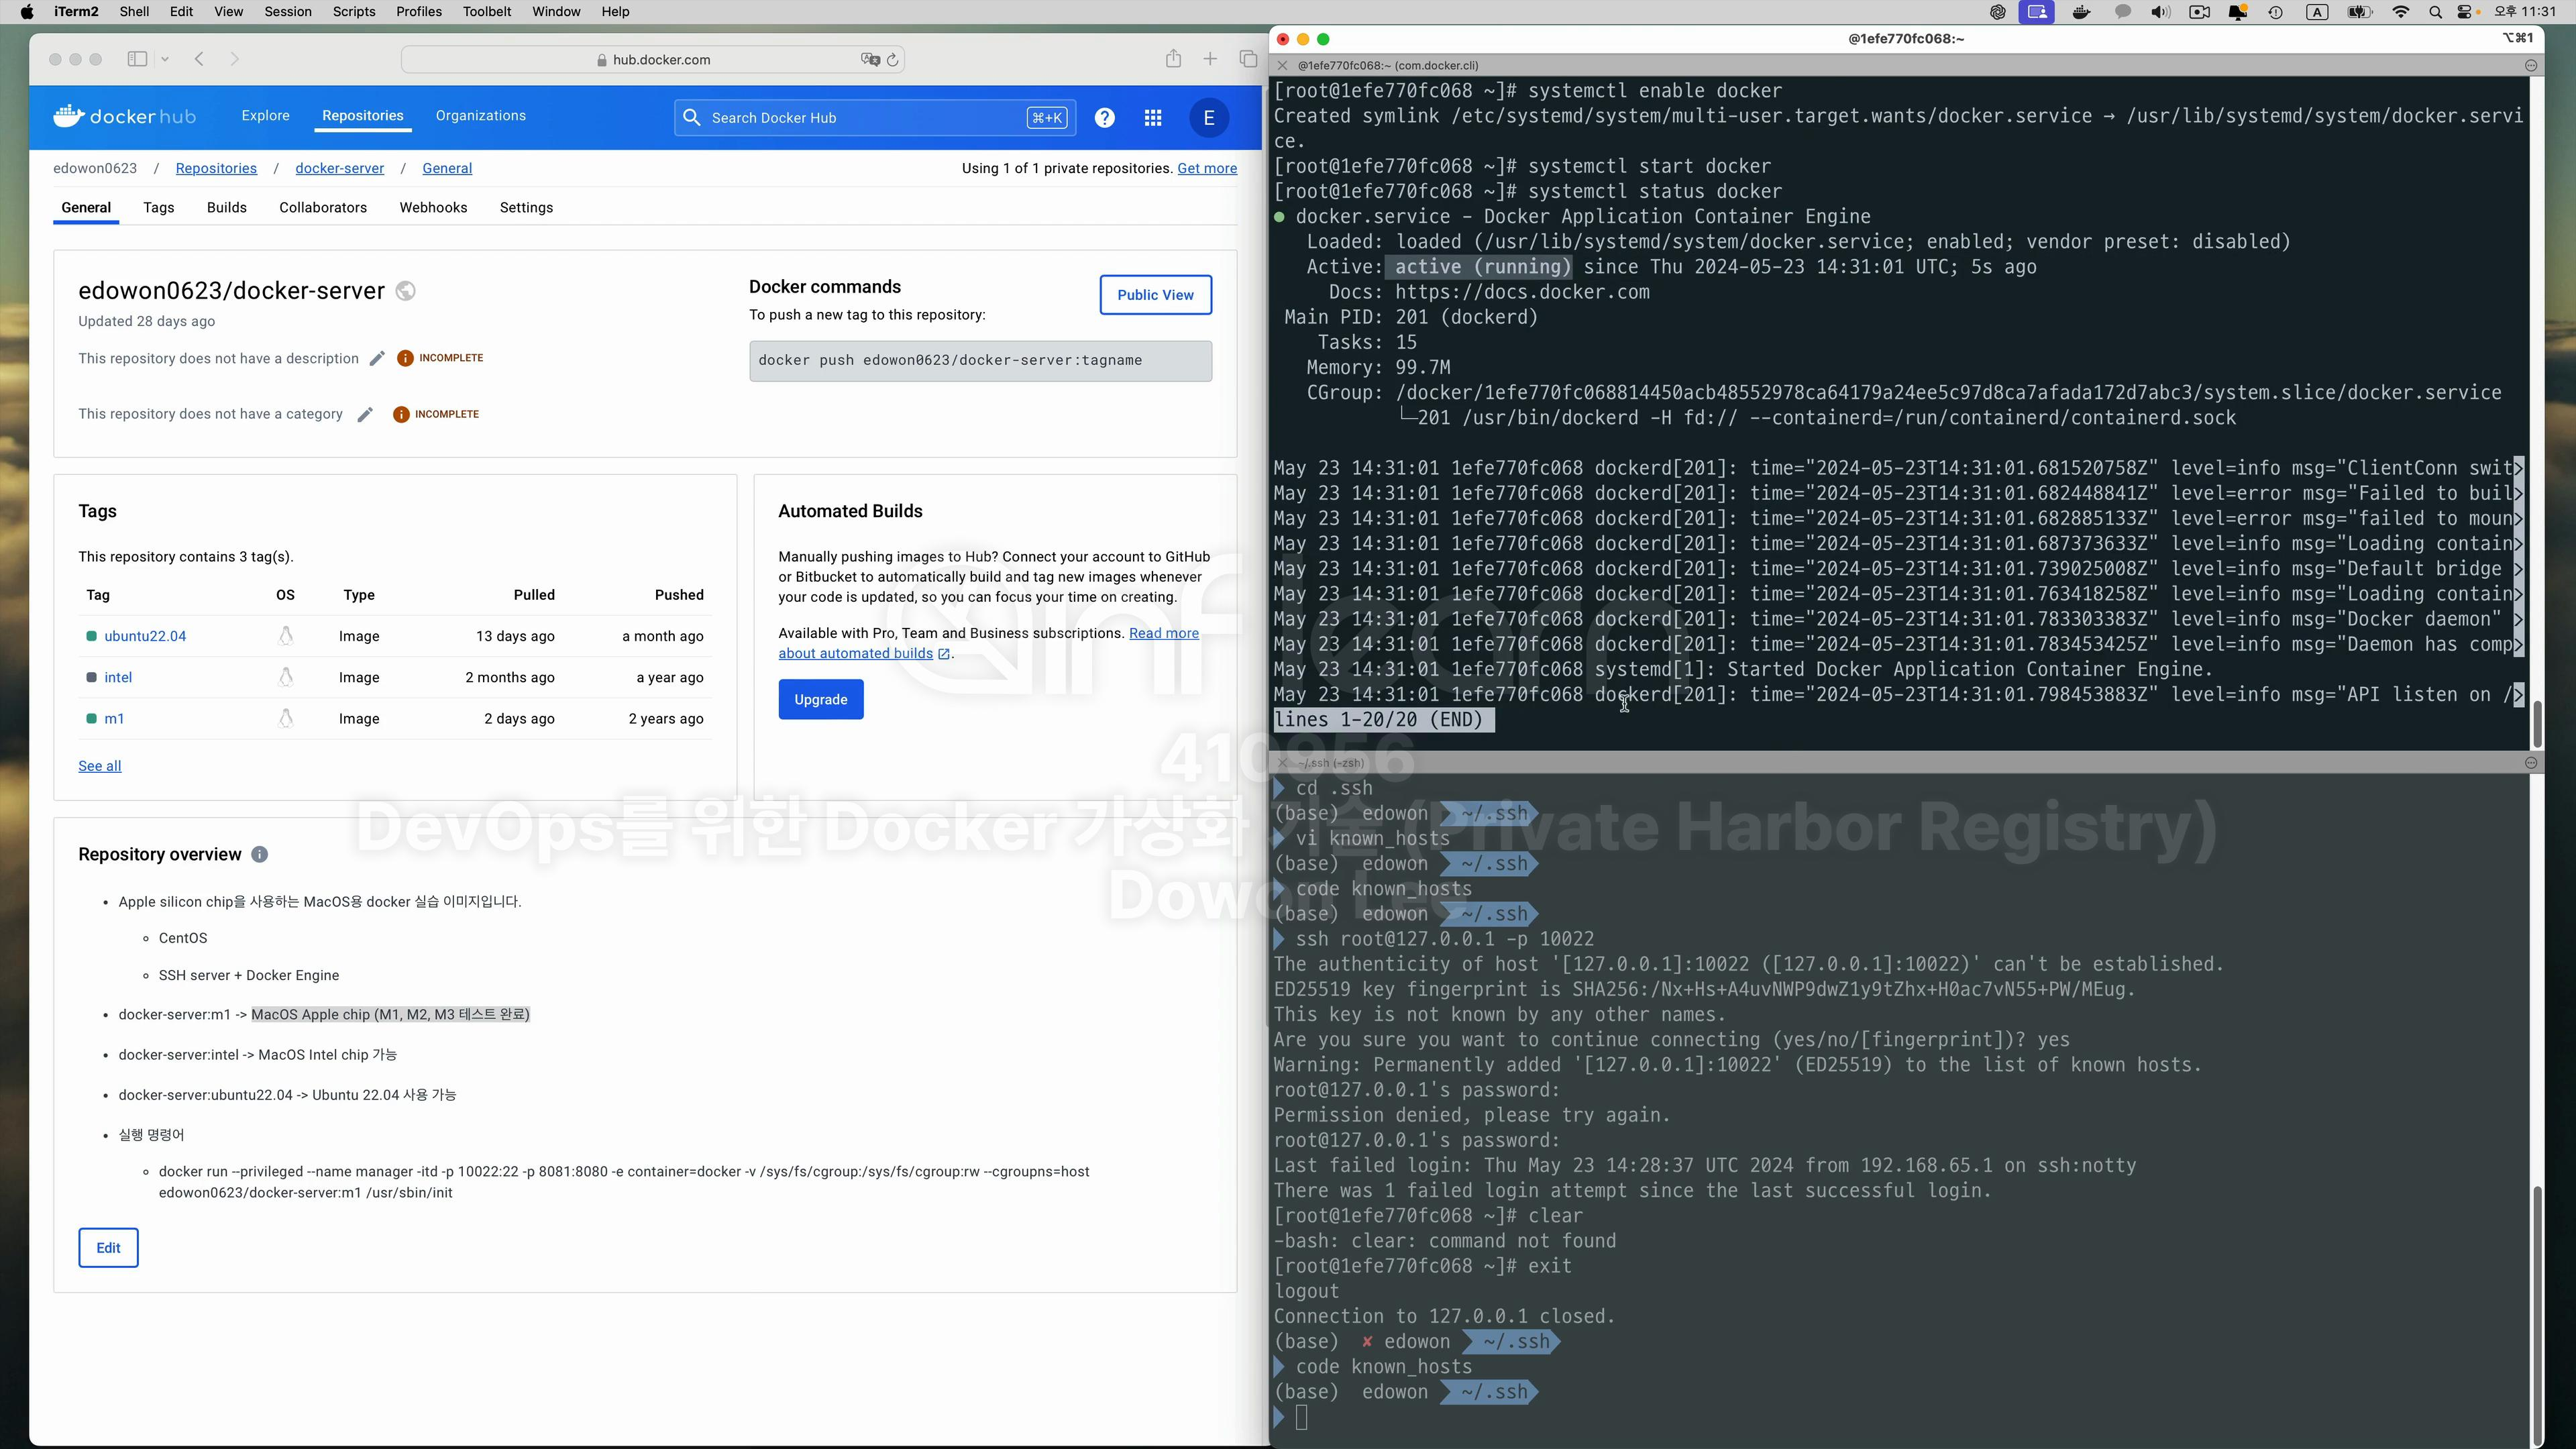 iTerm2 Shell Edit View Session Scripts Profiles Toolbelt Window Help
A 오후 11:31
hub.docker.com
docker hub Explore Repositories Organizations Search Docker Hub ⌘+K ? E
edowon0623 / Repositories / docker-server / General
Using 1 of 1 private repositories. Get more
General Tags Builds Collaborators Webhooks Settings
edowon0623/docker-server
Updated 28 days ago
This repository does not have a description INCOMPLETE
This repository does not have a category INCOMPLETE
Docker commands
Public View
To push a new tag to this repository:
docker push edowon0623/docker-server:tagname
Tags
This repository contains 3 tag(s).
Tag OS Type Pulled Pushed
ubuntu22.04 Image 13 days ago a month ago
intel Image 2 months ago a year ago
m1 Image 2 days ago 2 years ago
See all
Automated Builds
Manually pushing images to Hub? Connect your account to GitHub
or Bitbucket to automatically build and tag new images whenever
your code is updated, so you can focus your time on creating.
Available with Pro, Team and Business subscriptions. Read more
about automated builds.
Upgrade
Repository overview
• Apple silicon chip을 사용하는 MacOS용 docker 실습 이미지입니다.
CentOS
SSH server + Docker Engine
• docker-server:m1 -> MacOS Apple chip (M1, M2, M3 테스트 완료)
• docker-server:intel -> MacOS Intel chip 가능
• docker-server:ubuntu22.04 -> Ubuntu 22.04 사용 가능
• 실행 명령어
docker run --privileged --name manager -itd -p 10022:22 -p 8081:8080 -e container=docker -v /sys/fs/cgroup:/sys/fs/cgroup:rw --cgroupns=host
edowon0623/docker-server:m1 /usr/sbin/init
Edit
@1efe770fc068:~ ⌥⌘1
@1efe770fc068:~ (com.docker.cli)
[root@1efe770fc068 ~]# systemctl enable docker
Created symlink /etc/systemd/system/multi-user.target.wants/docker.service → /usr/lib/systemd/system/docker.servi
ce.
[root@1efe770fc068 ~]# systemctl start docker
[root@1efe770fc068 ~]# systemctl status docker
● docker.service - Docker Application Container Engine
Loaded: loaded (/usr/lib/systemd/system/docker.service; enabled; vendor preset: disabled)
Active: active (running) since Thu 2024-05-23 14:31:01 UTC; 5s ago
Docs: https://docs.docker.com
Main PID: 201 (dockerd)
Tasks: 15
Memory: 99.7M
CGroup: /docker/1efe770fc068814450acb48552978ca64179a24ee5c97d8ca7afada172d7abc3/system.slice/docker.service
└─201 /usr/bin/dockerd -H fd:// --containerd=/run/containerd/containerd.sock
May 23 14:31:01 1efe770fc068 dockerd[201]: time="2024-05-23T14:31:01.681520758Z" level=info msg="ClientConn swit>
May 23 14:31:01 1efe770fc068 dockerd[201]: time="2024-05-23T14:31:01.682448841Z" level=error msg="Failed to buil>
May 23 14:31:01 1efe770fc068 dockerd[201]: time="2024-05-23T14:31:01.682885133Z" level=error msg="failed to moun>
May 23 14:31:01 1efe770fc068 dockerd[201]: time="2024-05-23T14:31:01.687373633Z" level=info msg="Loading contain>
May 23 14:31:01 1efe770fc068 dockerd[201]: time="2024-05-23T14:31:01.739025008Z" level=info msg="Default bridge >
May 23 14:31:01 1efe770fc068 dockerd[201]: time="2024-05-23T14:31:01.763418258Z" level=info msg="Loading contain>
May 23 14:31:01 1efe770fc068 dockerd[201]: time="2024-05-23T14:31:01.783303383Z" level=info msg="Docker daemon" >
May 23 14:31:01 1efe770fc068 dockerd[201]: time="2024-05-23T14:31:01.783453425Z" level=info msg="Daemon has comp>
May 23 14:31:01 1efe770fc068 systemd[1]: Started Docker Application Container Engine.
May 23 14:31:01 1efe770fc068 dockerd[201]: time="2024-05-23T14:31:01.798453883Z" level=info msg="API listen on />
lines 1-20/20 (END)
~/.ssh (-zsh)
cd .ssh
(base) edowon ~/.ssh
vi known_hosts
(base) edowon ~/.ssh
code known_hosts
(base) edowon ~/.ssh
ssh root@127.0.0.1 -p 10022
The authenticity of host '[127.0.0.1]:10022 ([127.0.0.1]:10022)' can't be established.
ED25519 key fingerprint is SHA256:/Nx+Hs+A4uvNWP9dwZ1y9tZhx+H0ac7vN55+PW/MEug.
This key is not known by any other names.
Are you sure you want to continue connecting (yes/no/[fingerprint])? yes
Warning: Permanently added '[127.0.0.1]:10022' (ED25519) to the list of known hosts.
root@127.0.0.1's password:
Permission denied, please try again.
root@127.0.0.1's password:
Last failed login: Thu May 23 14:28:37 UTC 2024 from 192.168.65.1 on ssh:notty
There was 1 failed login attempt since the last successful login.
[root@1efe770fc068 ~]# clear
-bash: clear: command not found
[root@1efe770fc068 ~]# exit
logout
Connection to 127.0.0.1 closed.
(base) ✘ edowon ~/.ssh
code known_hosts
(base) edowon ~/.ssh
inflearn
410956
DevOps를 위한 Docker 가상화 기술(Private Harbor Registry)
Dowon Lee